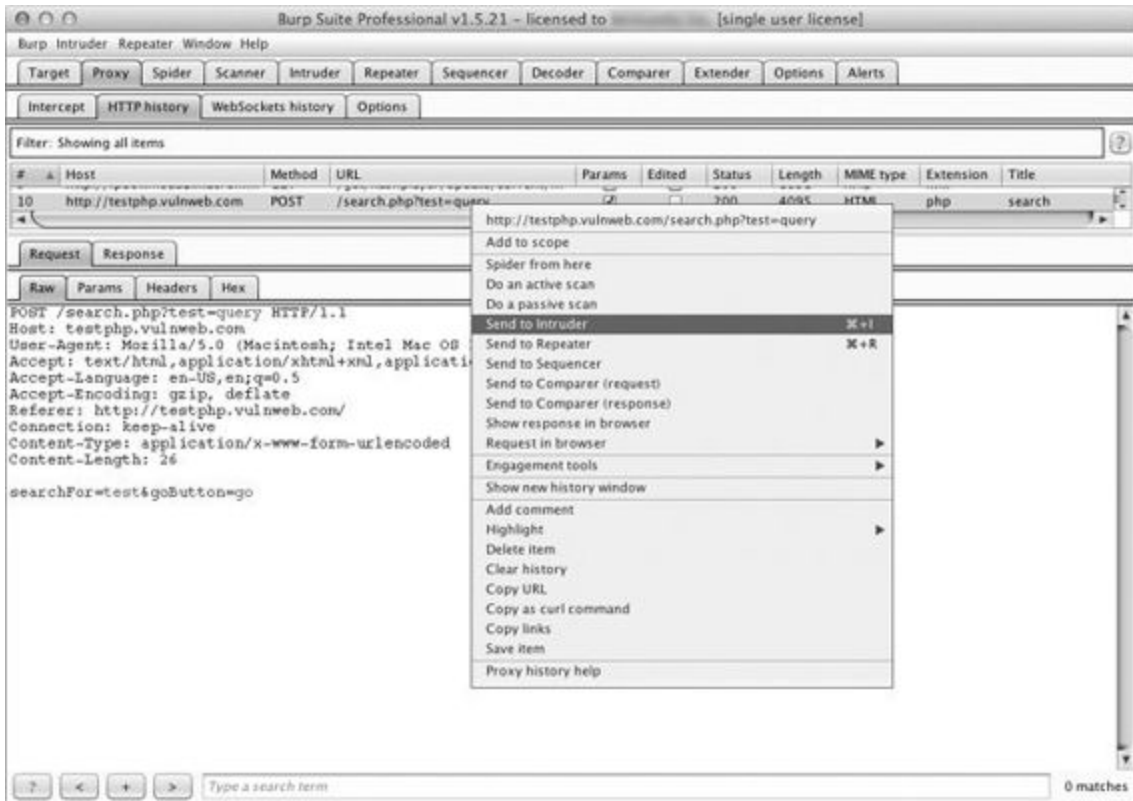 Burp Suite Professional v1.5.21 – licensed to [single user license]
Burp Intruder Repeater Window Help
Target Proxy Spider Scanner Intruder Repeater Sequencer Decoder Comparer Extender Options Alerts
Intercept HTTP history WebSockets history Options
Filter: Showing all items ?
# Host Method URL Params Edited Status Length MIME type Extension Title
10 http://testphp.vulnweb.com POST /search.php?test=query 200 4095 HTML php search
Request Response
Raw Params Headers Hex
POST /search.php?test=query HTTP/1.1
Host: testphp.vulnweb.com
User-Agent: Mozilla/5.0 (Macintosh; Intel Mac OS
Accept: text/html,application/xhtml+xml,applicati
Accept-Language: en-US,en;q=0.5
Accept-Encoding: gzip, deflate
Referer: http://testphp.vulnweb.com/
Connection: keep-alive
Content-Type: application/x-www-form-urlencoded
Content-Length: 26
searchFor=test&goButton=go
http://testphp.vulnweb.com/search.php?test=query
Add to scope
Spider from here
Do an active scan
Do a passive scan
Send to Intruder ⌘+I
Send to Repeater ⌘+R
Send to Sequencer
Send to Comparer (request)
Send to Comparer (response)
Show response in browser
Request in browser
Engagement tools
Show new history window
Add comment
Highlight
Delete item
Clear history
Copy URL
Copy as curl command
Copy links
Save item
Proxy history help
? < + > Type a search term 0 matches